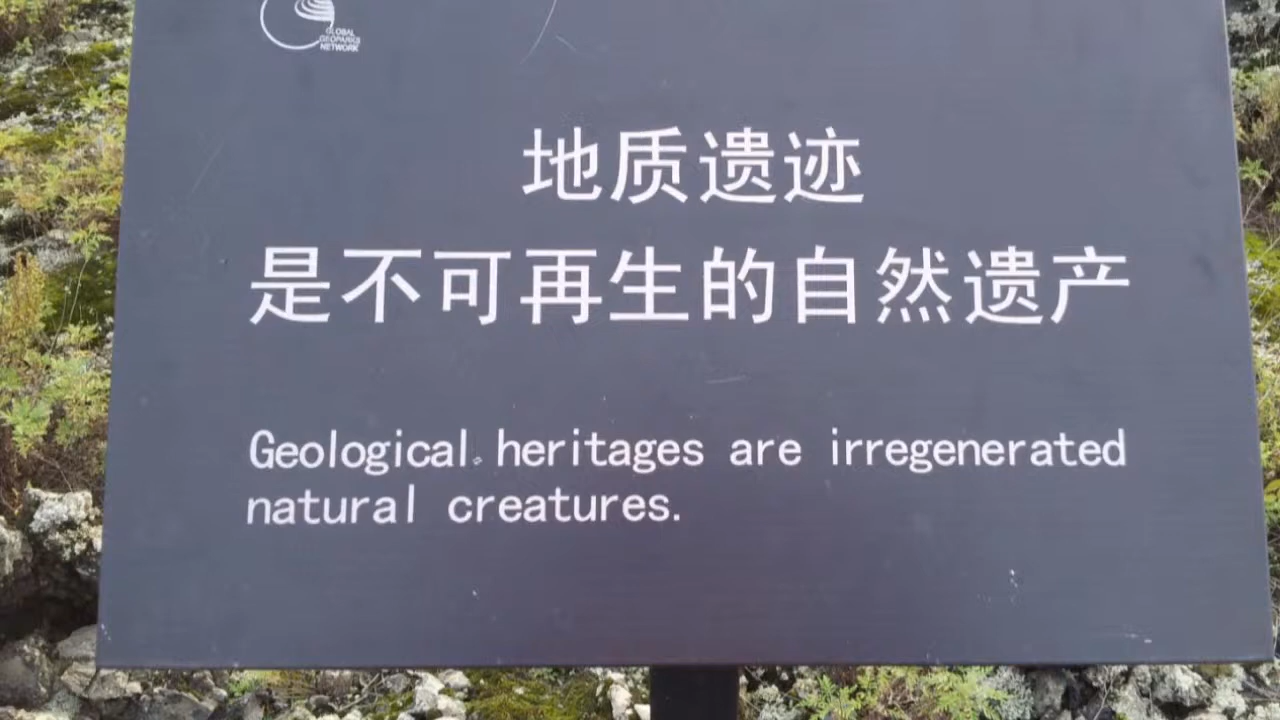 GLOBAL
GEOPARKS
NETWORK
地质遗迹
是不可再生的自然遗产
Geological heritages are irregenerated
natural creatures.